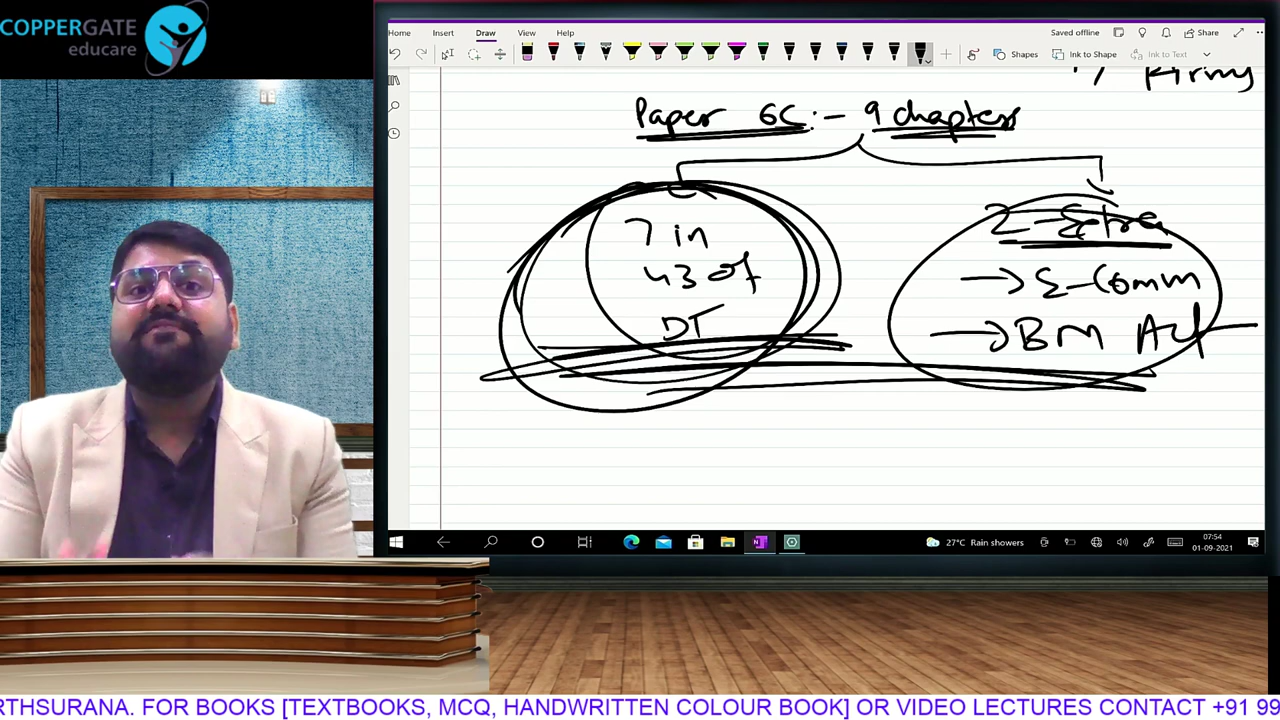 COPPERGATE
educare
Home Insert Draw View Help
Saved offline
Share
Shapes
Ink to Shape
Ink to Text
Paper 6C:- 9 chapters
7 in
43 of
DT
2 - Extra
→ E-Comm
→ BM Act
27°C Rain showers
07:54
01-09-2021
RTHSURANA. FOR BOOKS [TEXTBOOKS, MCQ, HANDWRITTEN COLOUR BOOK] OR VIDEO LECTURES CONTACT +91 99